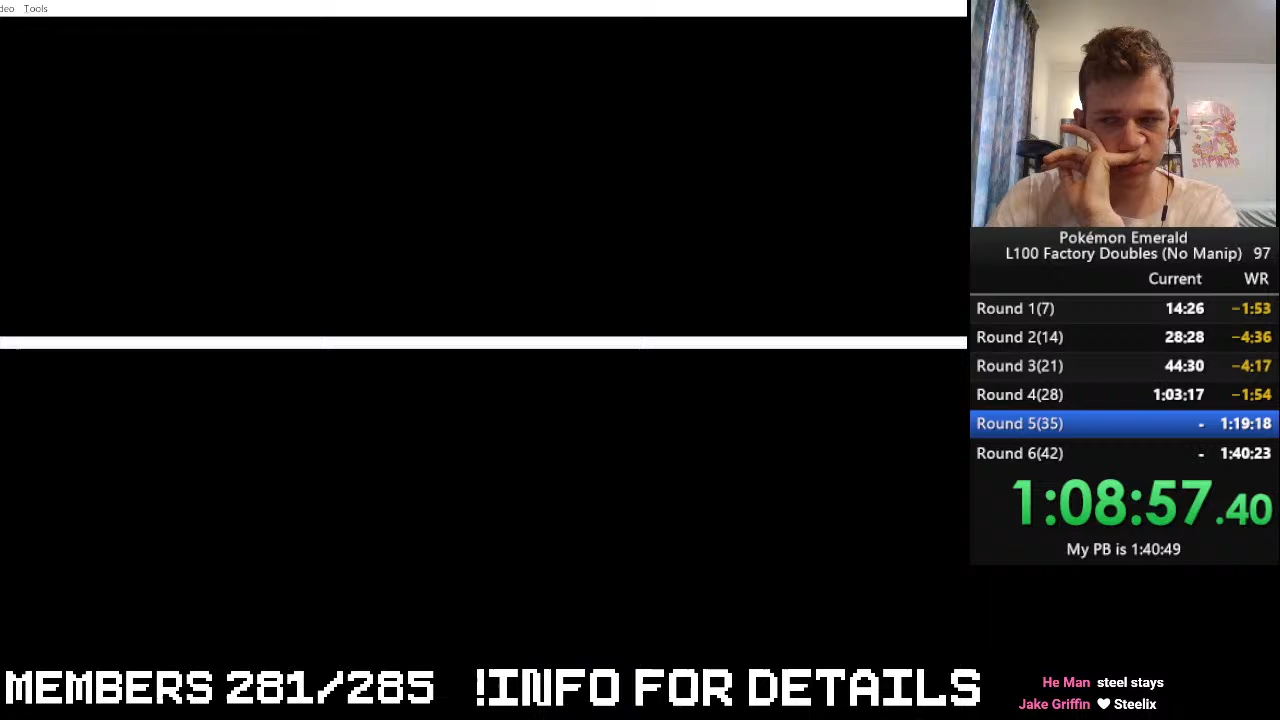 deo Tools
Pokémon Emerald
L100 Factory Doubles (No Manip) 97
Current WR
Round 1(7) 14:26 −1:53
Round 2(14) 28:28 −4:36
Round 3(21) 44:30 −4:17
Round 4(28) 1:03:17 −1:54
Round 5(35) - 1:19:18
Round 6(42) - 1:40:23
1:08:57.40
My PB is 1:40:49
MEMBERS 281/285 !INFO FOR DETAILS
He Man steel stays
Jake Griffin ♥ Steelix